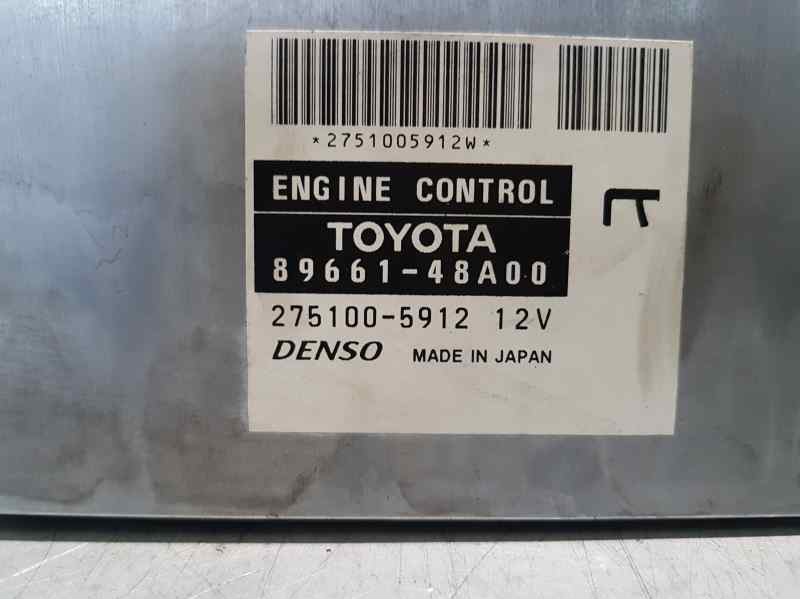 *2751005912W*
ENGINE CONTROL
TOYOTA
89661-48A00
275100-5912 12V
DENSO MADE IN JAPAN